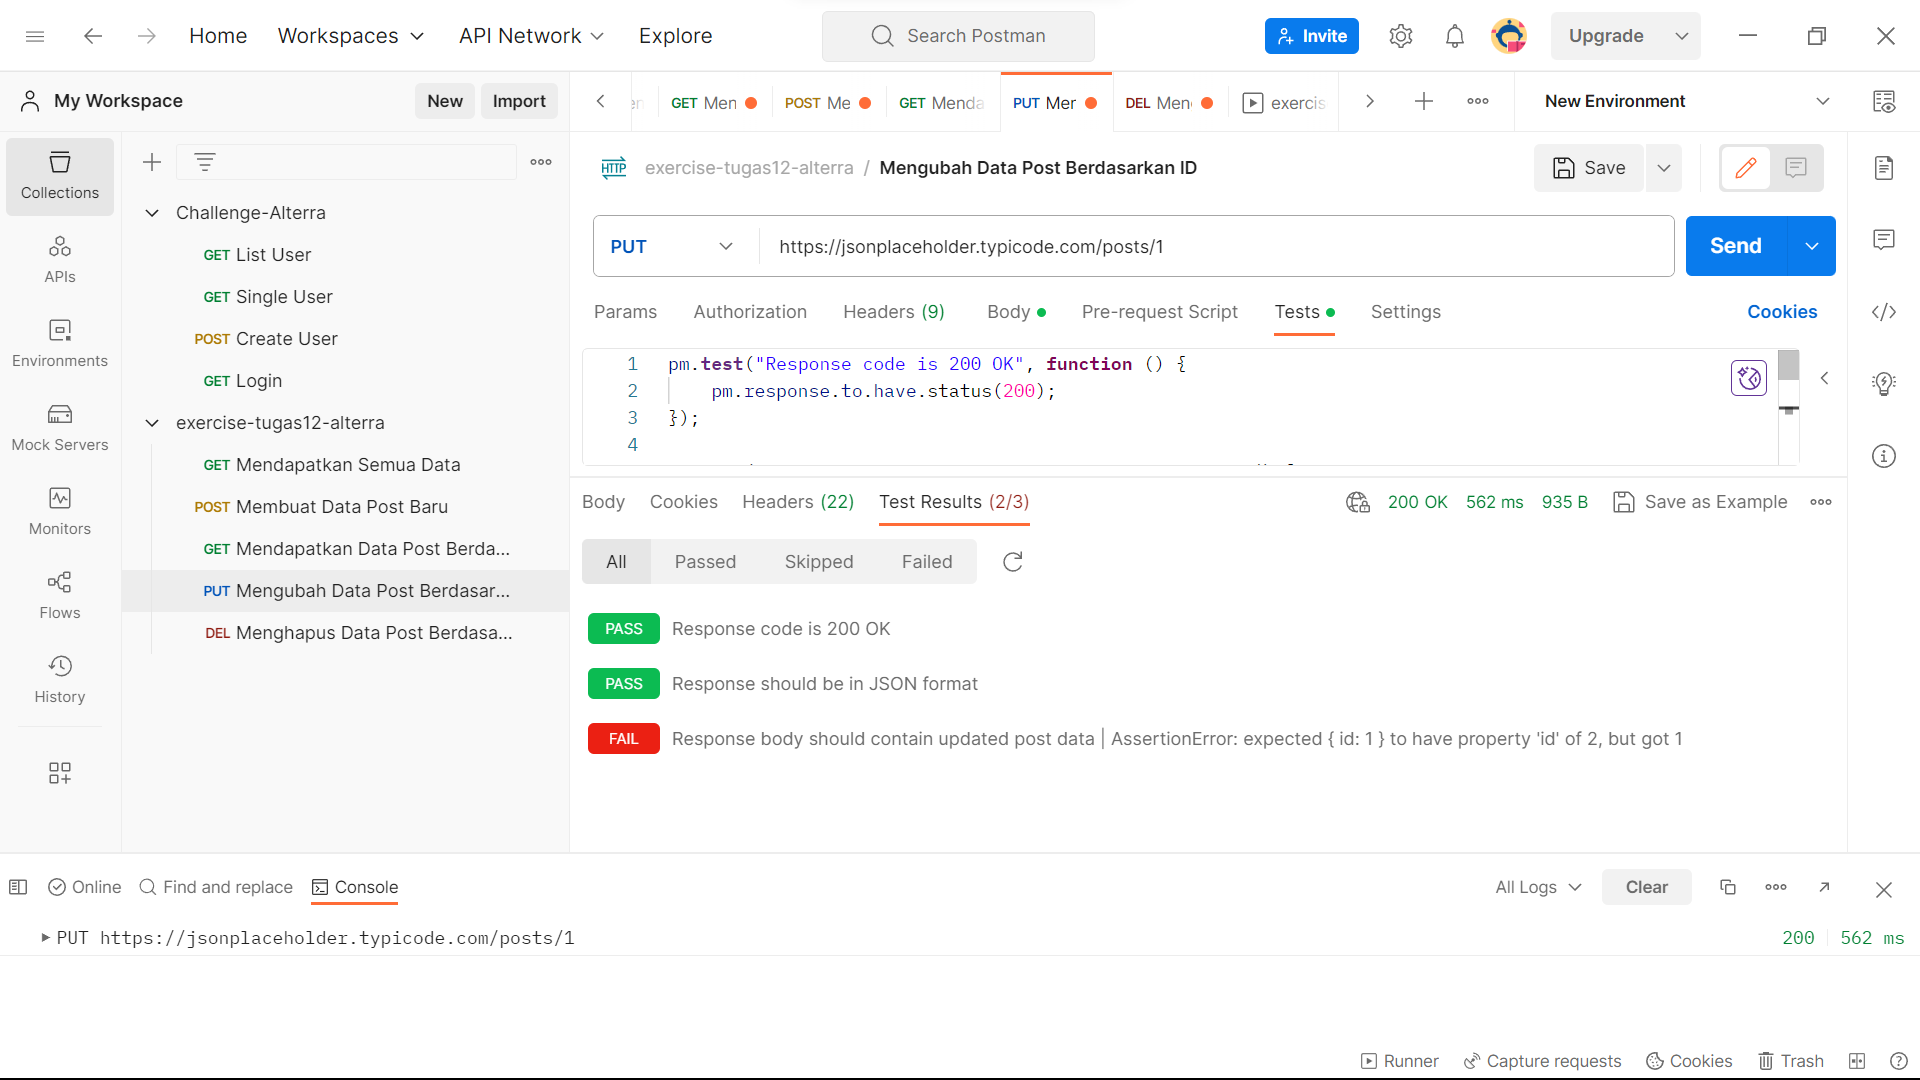 Home Workspaces API Network Explore Search Postman Invite Upgrade
My Workspace New Import GET Men POST Me GET Menda PUT Mer DEL Men exercis New Environment
Collections
APIs
Environments
Mock Servers
Monitors
Flows
History
Challenge-Alterra
GET List User
GET Single User
POST Create User
GET Login
exercise-tugas12-alterra
GET Mendapatkan Semua Data
POST Membuat Data Post Baru
GET Mendapatkan Data Post Berda...
PUT Mengubah Data Post Berdasar...
DEL Menghapus Data Post Berdasa...
HTTP exercise-tugas12-alterra / Mengubah Data Post Berdasarkan ID Save
PUT https://jsonplaceholder.typicode.com/posts/1 Send
Params Authorization Headers (9) Body Pre-request Script Tests Settings Cookies
1 pm.test("Response code is 200 OK", function () {
2 pm.response.to.have.status(200);
3 });
4
Body Cookies Headers (22) Test Results (2/3) 200 OK 562 ms 935 B Save as Example
All Passed Skipped Failed
PASS Response code is 200 OK
PASS Response should be in JSON format
FAIL Response body should contain updated post data | AssertionError: expected { id: 1 } to have property 'id' of 2, but got 1
Online Find and replace Console All Logs Clear
PUT https://jsonplaceholder.typicode.com/posts/1 200 562 ms
Runner Capture requests Cookies Trash